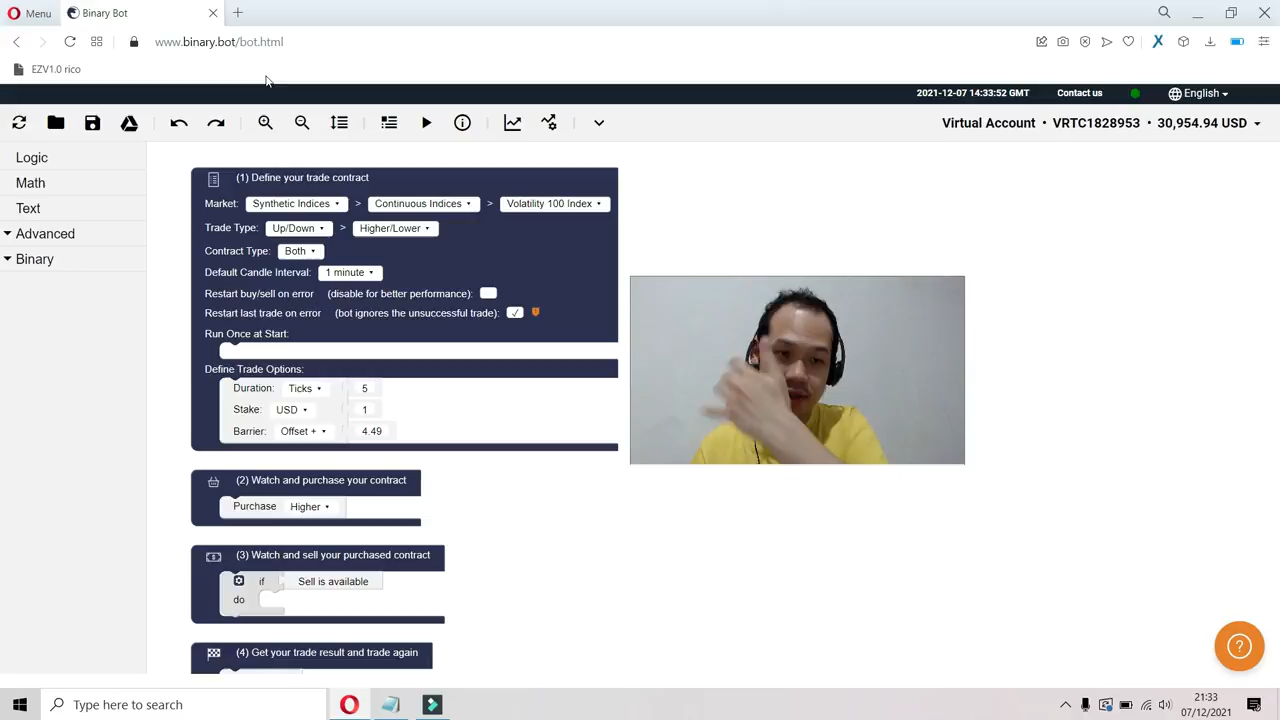 Menu
Binary Bot
www.binary.bot/bot.html
EZV1.0 rico
2021-12-07 14:33:52 GMT
Contact us
English
Virtual Account • VRTC1828953 • 30,954.94 USD
Logic
Math
Text
Advanced
Binary
(1) Define your trade contract
Market: Synthetic Indices > Continuous Indices > Volatility 100 Index
Trade Type: Up/Down > Higher/Lower
Contract Type: Both
Default Candle Interval: 1 minute
Restart buy/sell on error (disable for better performance):
Restart last trade on error (bot ignores the unsuccessful trade):
Run Once at Start:
Define Trade Options:
Duration: Ticks 5
Stake: USD 1
Barrier: Offset + 4.49
(2) Watch and purchase your contract
Purchase Higher
(3) Watch and sell your purchased contract
if Sell is available
do
(4) Get your trade result and trade again
Type here to search
21:33
07/12/2021